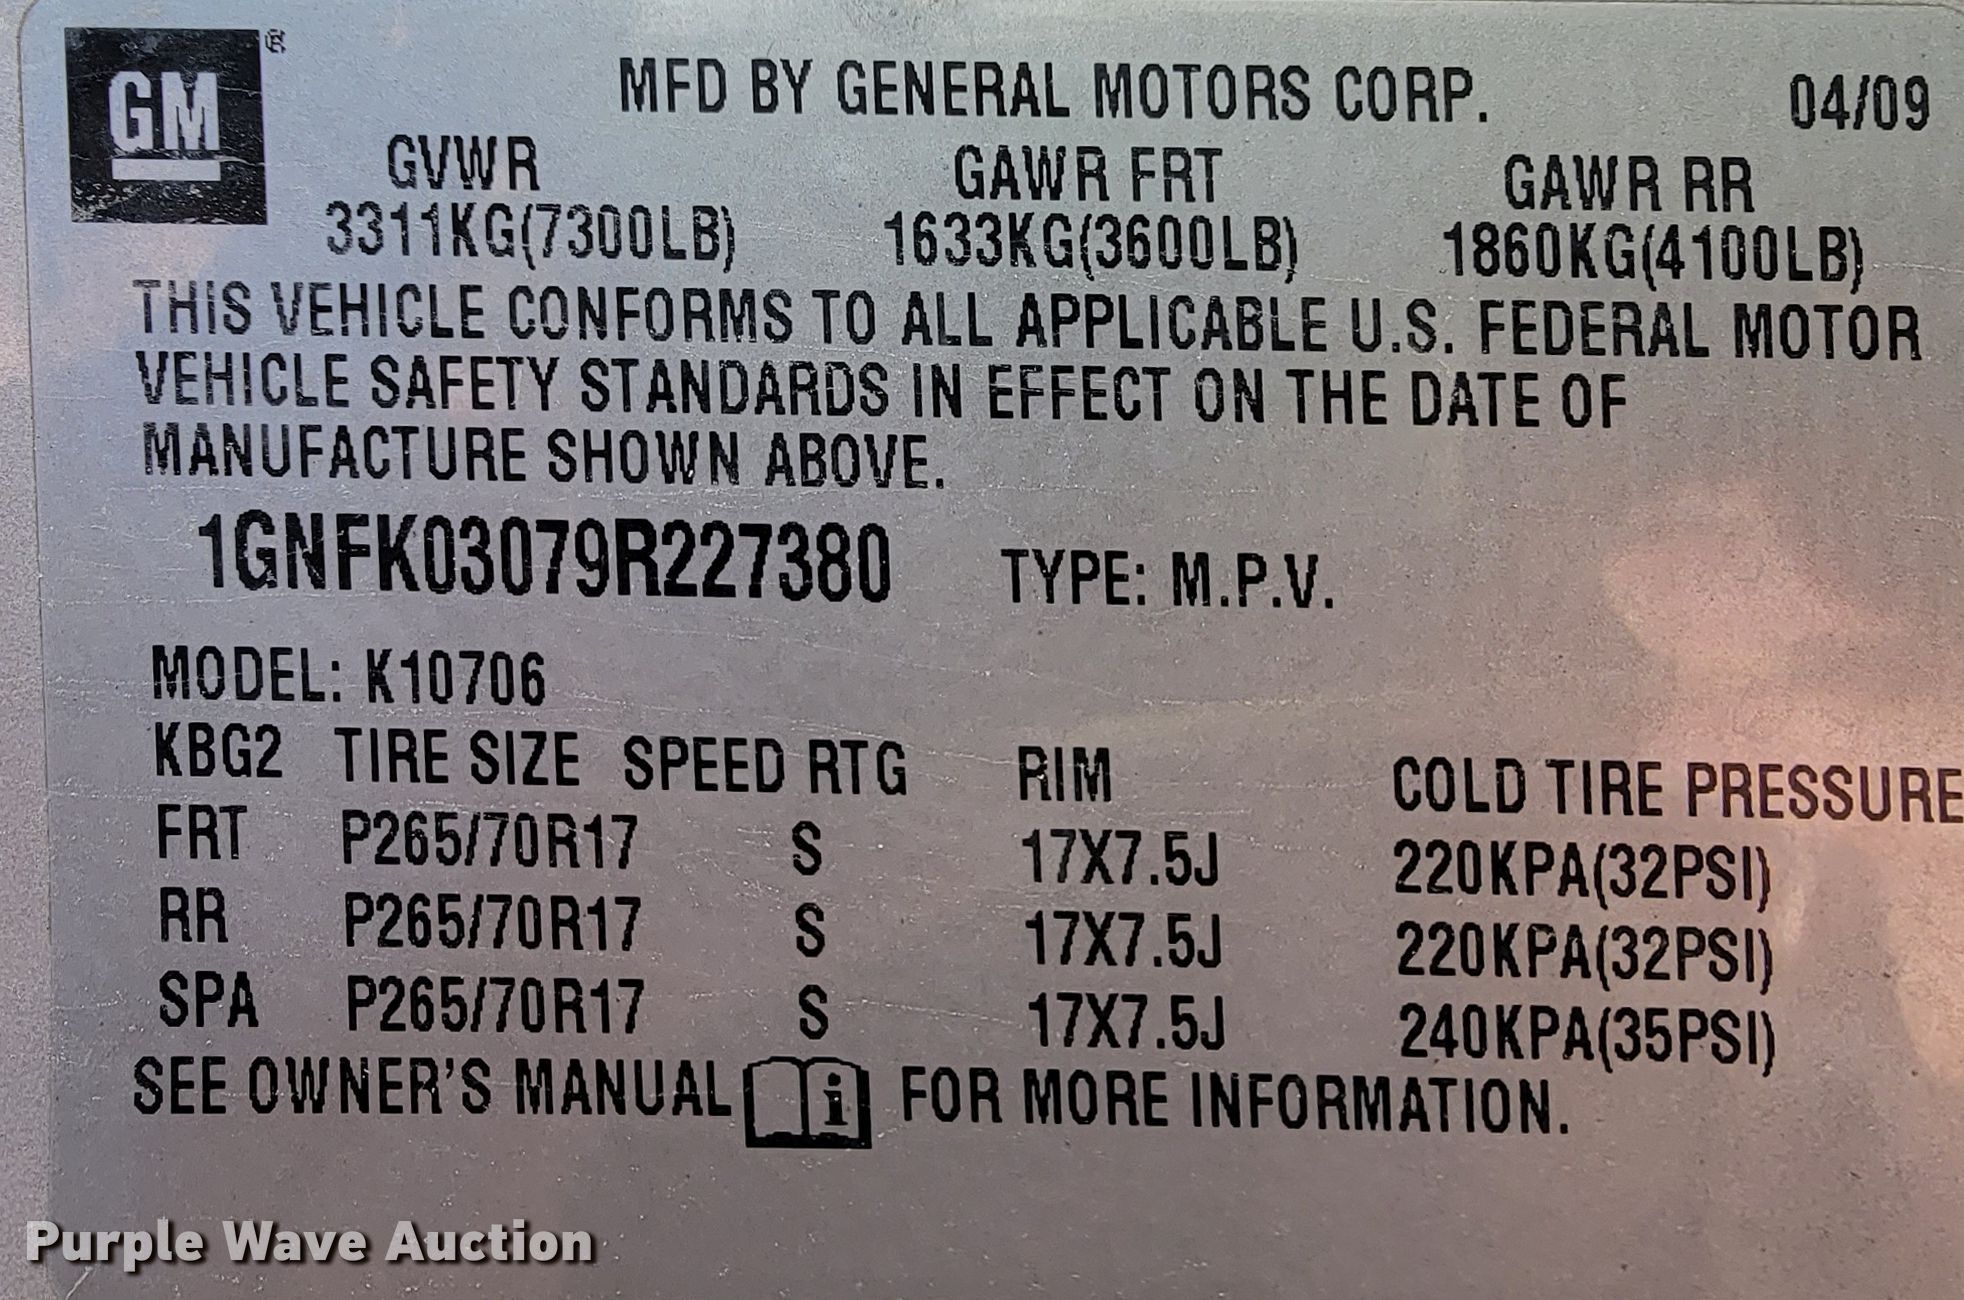 GM ®
MFD BY GENERAL MOTORS CORP. 04/09
GVWR GAWR FRT GAWR RR
3311KG(7300LB) 1633KG(3600LB) 1860KG(4100LB)
THIS VEHICLE CONFORMS TO ALL APPLICABLE U.S. FEDERAL MOTOR
VEHICLE SAFETY STANDARDS IN EFFECT ON THE DATE OF
MANUFACTURE SHOWN ABOVE.
1GNFK03079R227380 TYPE: M.P.V.
MODEL: K10706
KBG2 TIRE SIZE SPEED RTG RIM COLD TIRE PRESSURE
FRT P265/70R17 S 17X7.5J 220KPA(32PSI)
RR P265/70R17 S 17X7.5J 220KPA(32PSI)
SPA P265/70R17 S 17X7.5J 240KPA(35PSI)
SEE OWNER'S MANUAL i FOR MORE INFORMATION.
Purple Wave Auction